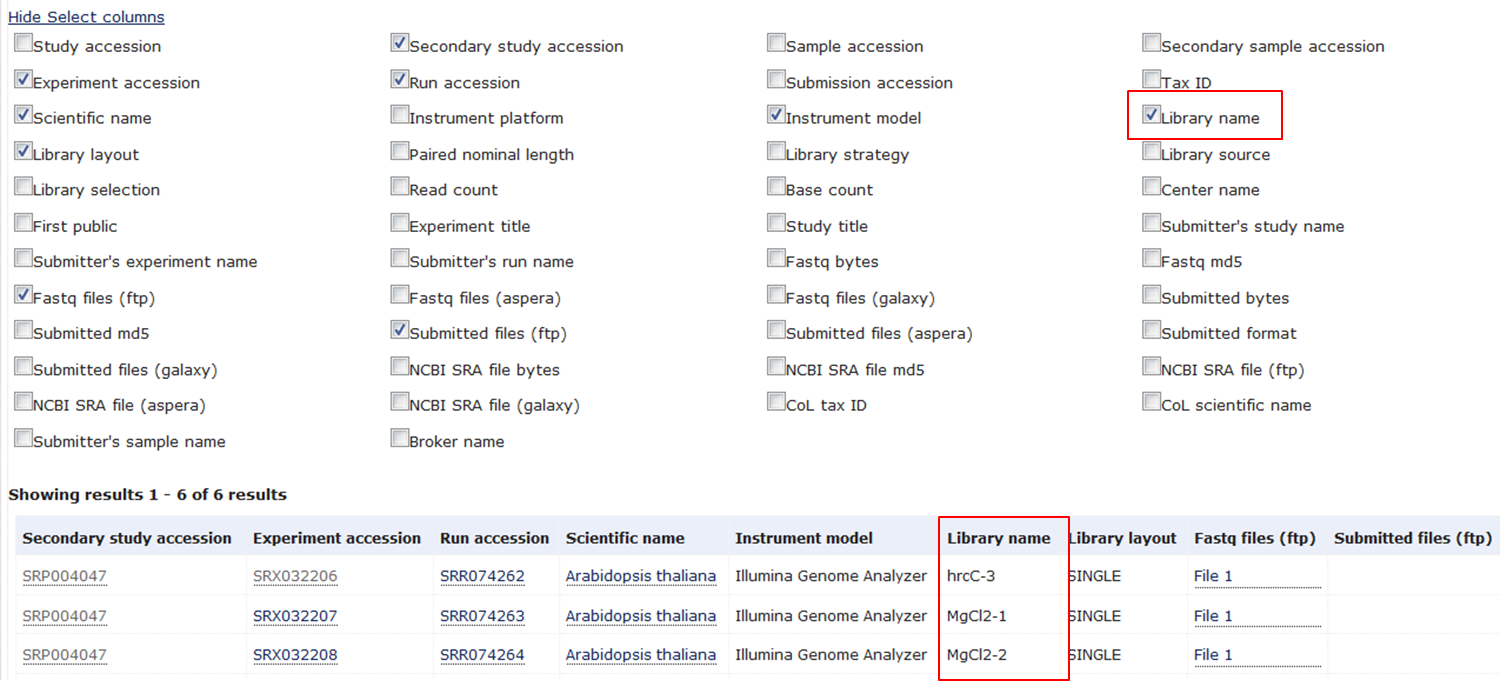 Hide Select columns
Study accession Secondary study accession Sample accession Secondary sample accession
Experiment accession Run accession Submission accession Tax ID
Scientific name Instrument platform Instrument model Library name
Library layout Paired nominal length Library strategy Library source
Library selection Read count Base count Center name
First public Experiment title Study title Submitter's study name
Submitter's experiment name Submitter's run name Fastq bytes Fastq md5
Fastq files (ftp) Fastq files (aspera) Fastq files (galaxy) Submitted bytes
Submitted md5 Submitted files (ftp) Submitted files (aspera) Submitted format
Submitted files (galaxy) NCBI SRA file bytes NCBI SRA file md5 NCBI SRA file (ftp)
NCBI SRA file (aspera) NCBI SRA file (galaxy) CoL tax ID CoL scientific name
Submitter's sample name Broker name
Showing results 1 - 6 of 6 results
Secondary study accession Experiment accession Run accession Scientific name Instrument model Library name Library layout Fastq files (ftp) Submitted files (ftp)
SRP004047 SRX032206 SRR074262 Arabidopsis thaliana Illumina Genome Analyzer hrcC-3 SINGLE File 1
SRP004047 SRX032207 SRR074263 Arabidopsis thaliana Illumina Genome Analyzer MgCl2-1 SINGLE File 1
SRP004047 SRX032208 SRR074264 Arabidopsis thaliana Illumina Genome Analyzer MgCl2-2 SINGLE File 1